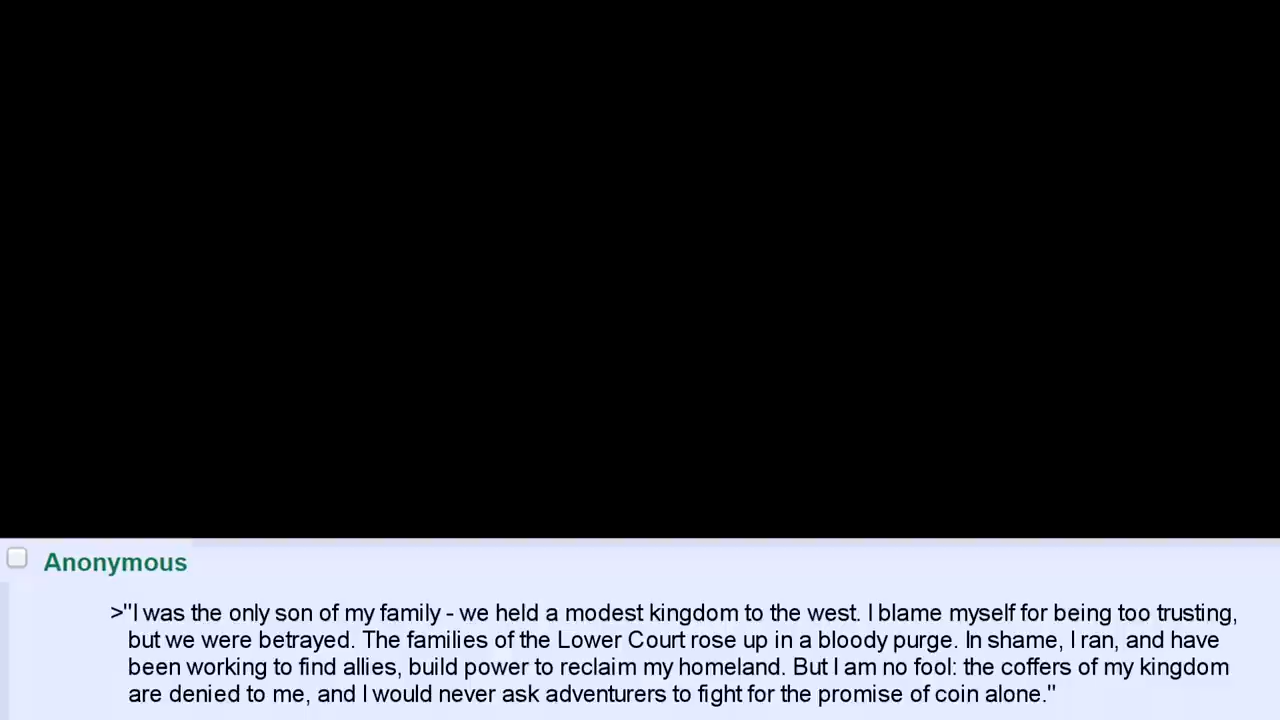 Anonymous
>"I was the only son of my family - we held a modest kingdom to the west. I blame myself for being too trusting,
but we were betrayed. The families of the Lower Court rose up in a bloody purge. In shame, I ran, and have
been working to find allies, build power to reclaim my homeland. But I am no fool: the coffers of my kingdom
are denied to me, and I would never ask adventurers to fight for the promise of coin alone."